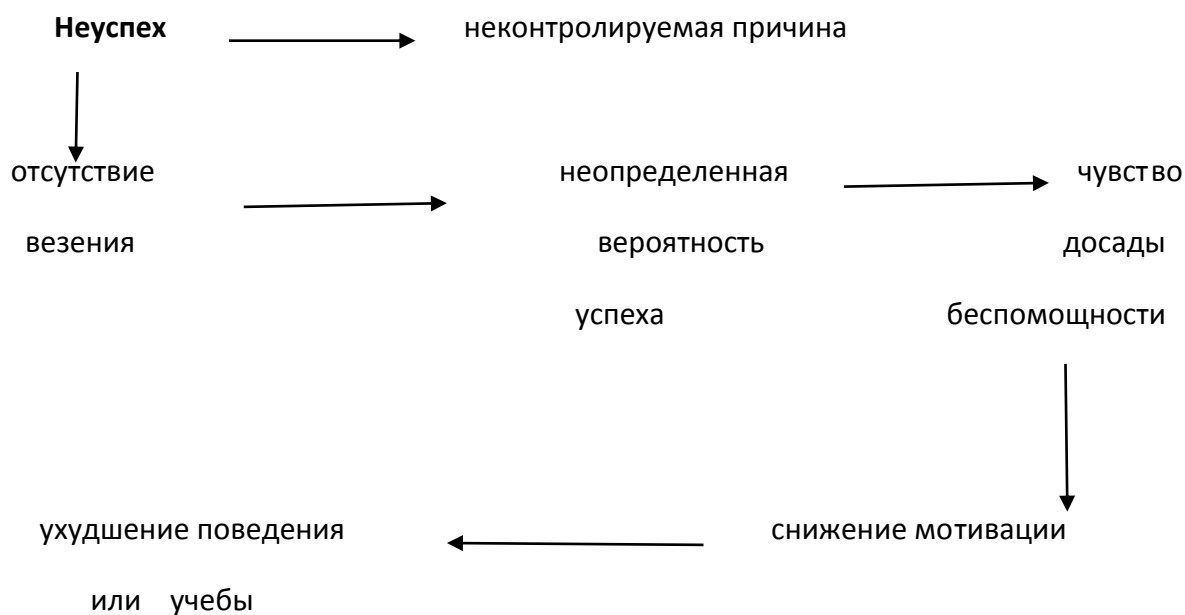 Неуспех неконтролируемая причина
отсутствие неопределенная чувство
везения вероятность досады
успеха беспомощности
ухудшение поведения снижение мотивации
или учебы